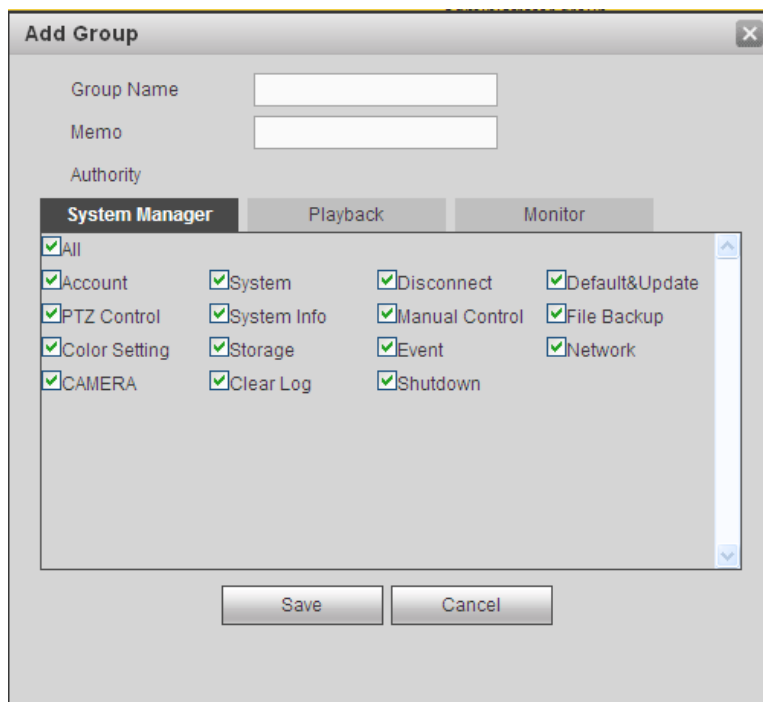 Add Group
Group Name
Memo
Authority
System Manager Playback Monitor
All
Account System Disconnect Default&Update
PTZ Control System Info Manual Control File Backup
Color Setting Storage Event Network
CAMERA Clear Log Shutdown
Save Cancel